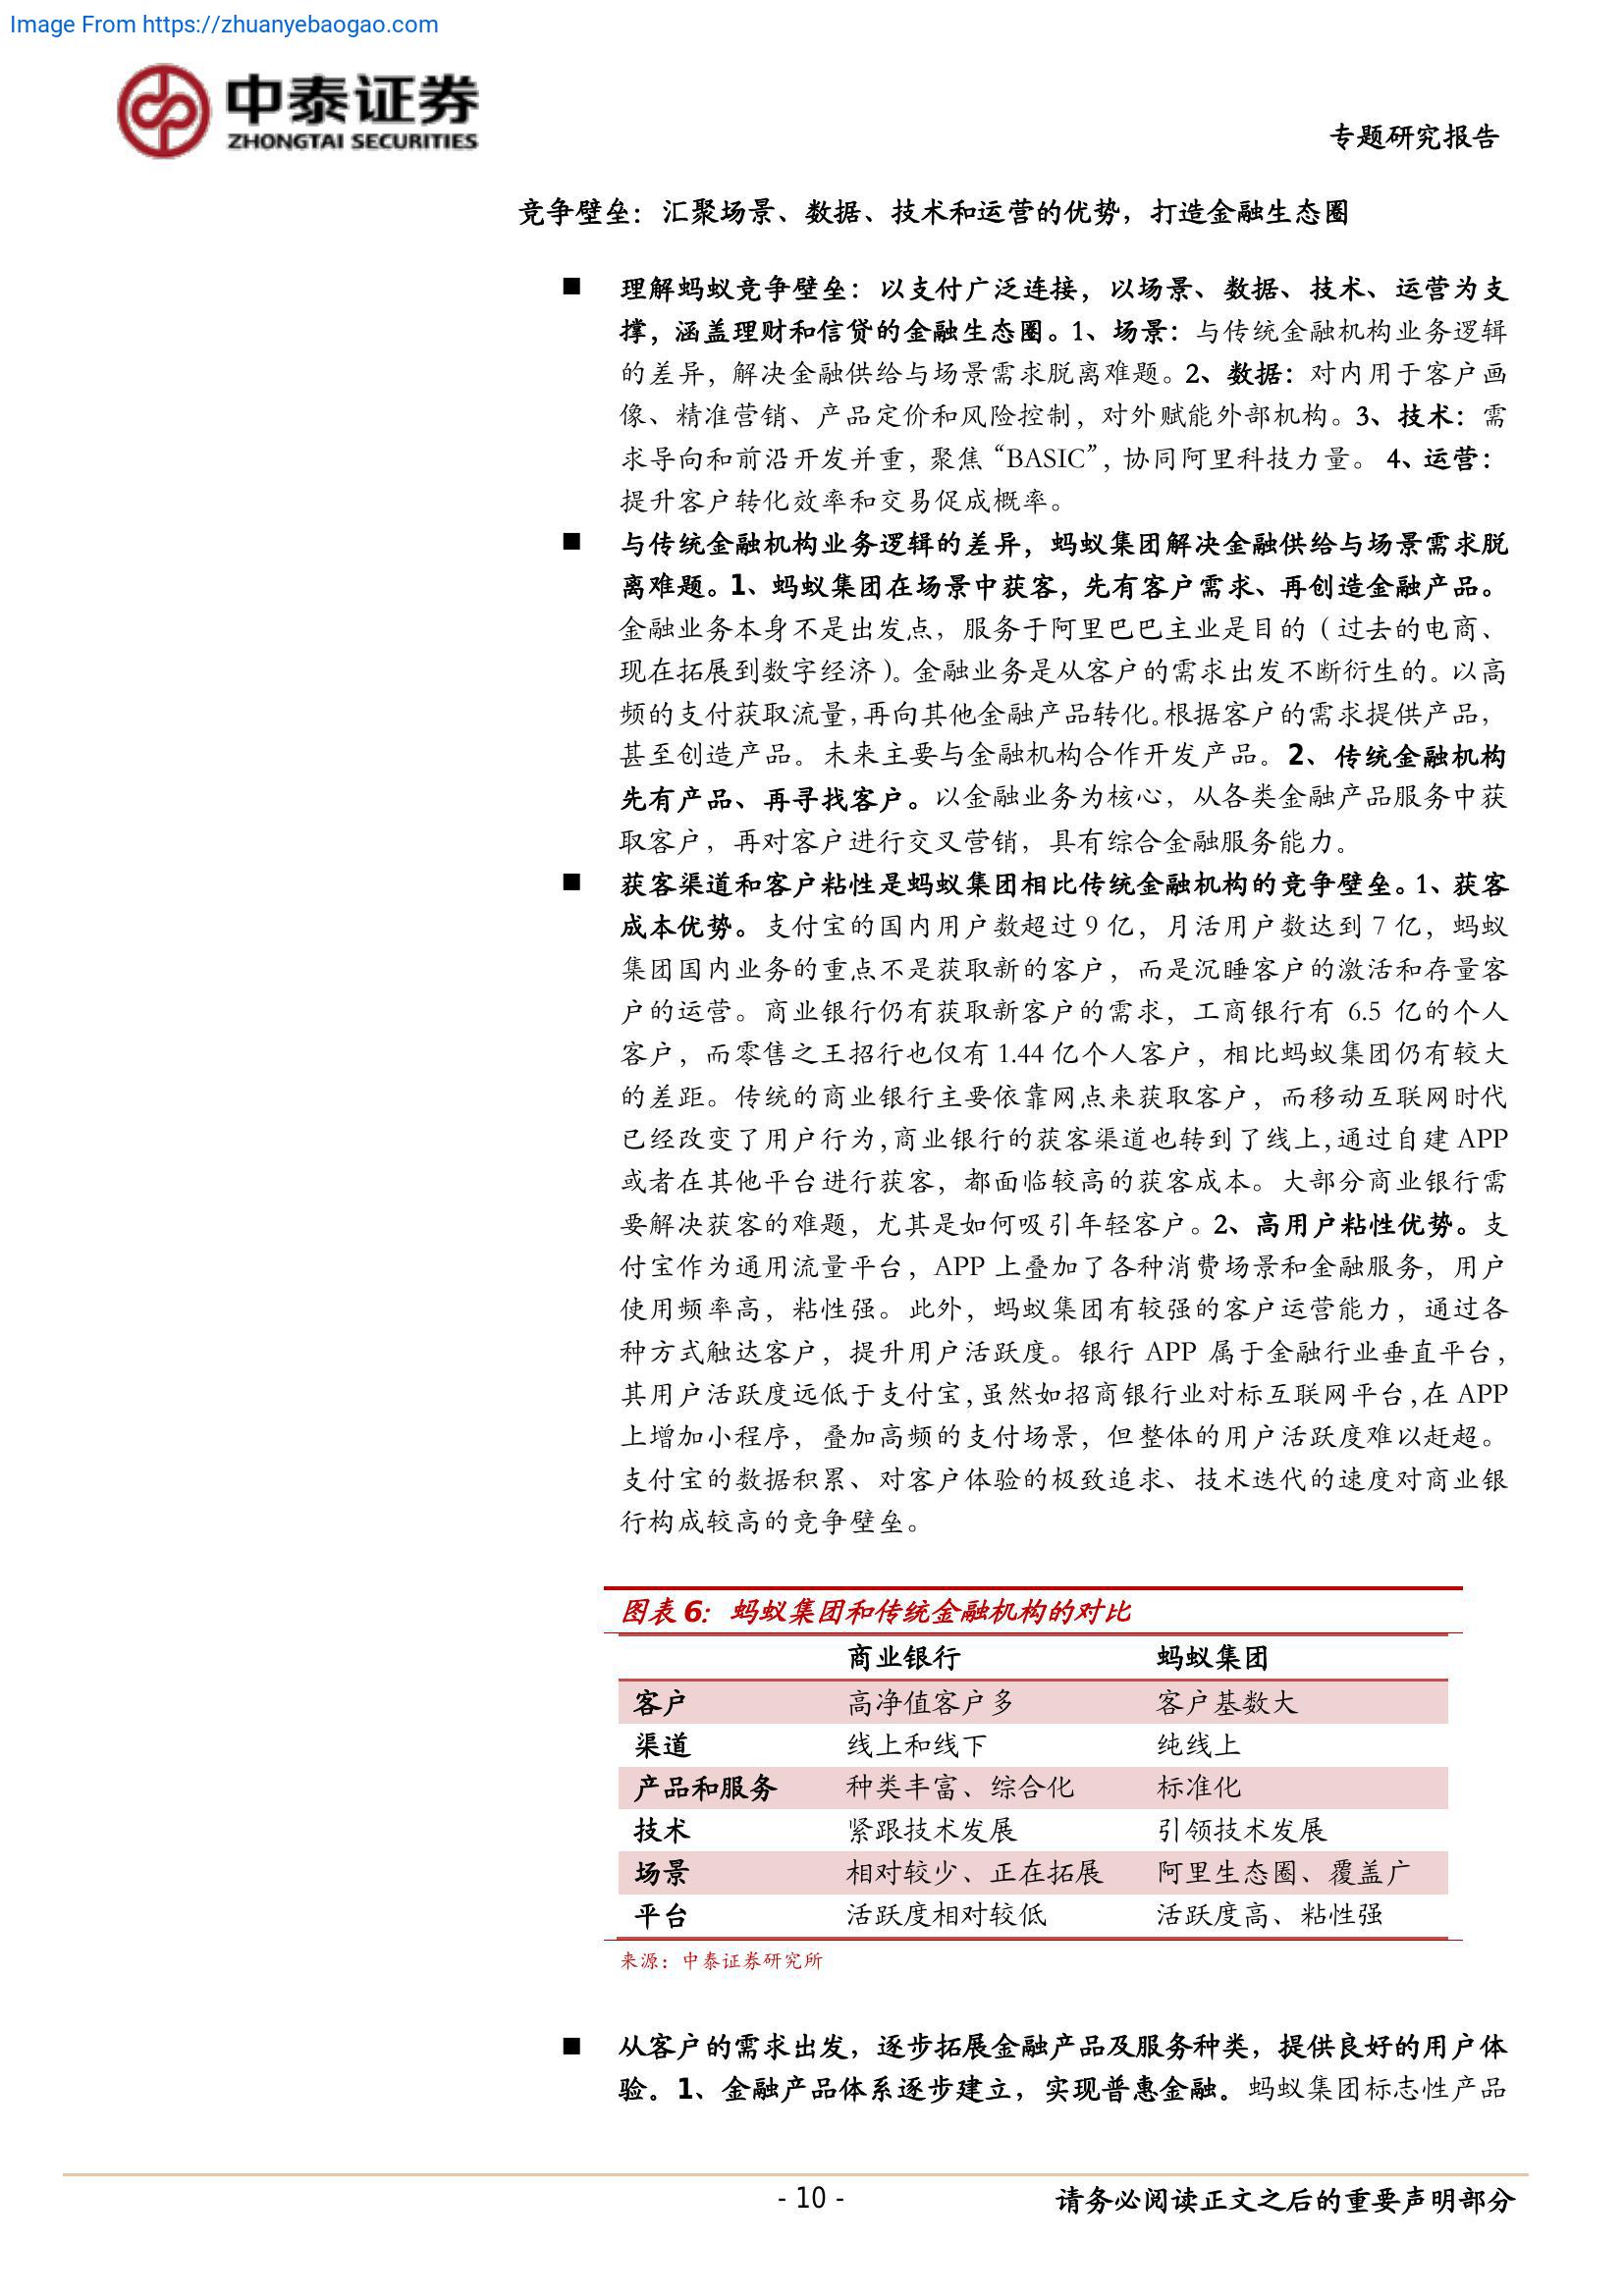 Image From https://zhuanyebaogao.com
中泰证券
ZHONGTAI SECURITIES
专题研究报告
竞争壁垒：汇聚场景、数据、技术和运营的优势，打造金融生态圈
■ 理解蚂蚁竞争壁垒：以支付广泛连接，以场景、数据、技术、运营为支
撑，涵盖理财和信贷的金融生态圈。1、场景：与传统金融机构业务逻辑
的差异，解决金融供给与场景需求脱离难题。2、数据：对内用于客户画
像、精准营销、产品定价和风险控制，对外赋能外部机构。3、技术：需
求导向和前沿开发并重，聚焦“BASIC”，协同阿里科技力量。 4、运营：
提升客户转化效率和交易促成概率。
■ 与传统金融机构业务逻辑的差异，蚂蚁集团解决金融供给与场景需求脱
离难题。1、蚂蚁集团在场景中获客，先有客户需求、再创造金融产品。
金融业务本身不是出发点，服务于阿里巴巴主业是目的（过去的电商、
现在拓展到数字经济）。金融业务是从客户的需求出发不断衍生的。以高
频的支付获取流量，再向其他金融产品转化。根据客户的需求提供产品，
甚至创造产品。未来主要与金融机构合作开发产品。2、传统金融机构
先有产品、再寻找客户。以金融业务为核心，从各类金融产品服务中获
取客户，再对客户进行交叉营销，具有综合金融服务能力。
■ 获客渠道和客户粘性是蚂蚁集团相比传统金融机构的竞争壁垒。1、获客
成本优势。支付宝的国内用户数超过 9 亿，月活用户数达到 7 亿，蚂蚁
集团国内业务的重点不是获取新的客户，而是沉睡客户的激活和存量客
户的运营。商业银行仍有获取新客户的需求，工商银行有 6.5 亿的个人
客户，而零售之王招行也仅有 1.44 亿个人客户，相比蚂蚁集团仍有较大
的差距。传统的商业银行主要依靠网点来获取客户，而移动互联网时代
已经改变了用户行为，商业银行的获客渠道也转到了线上，通过自建 APP
或者在其他平台进行获客，都面临较高的获客成本。大部分商业银行需
要解决获客的难题，尤其是如何吸引年轻客户。2、高用户粘性优势。支
付宝作为通用流量平台，APP 上叠加了各种消费场景和金融服务，用户
使用频率高，粘性强。此外，蚂蚁集团有较强的客户运营能力，通过各
种方式触达客户，提升用户活跃度。银行 APP 属于金融行业垂直平台，
其用户活跃度远低于支付宝，虽然如招商银行业对标互联网平台，在 APP
上增加小程序，叠加高频的支付场景，但整体的用户活跃度难以赶超。
支付宝的数据积累、对客户体验的极致追求、技术迭代的速度对商业银
行构成较高的竞争壁垒。
图表 6：蚂蚁集团和传统金融机构的对比
商业银行 蚂蚁集团
客户 高净值客户多 客户基数大
渠道 线上和线下 纯线上
产品和服务 种类丰富、综合化 标准化
技术 紧跟技术发展 引领技术发展
场景 相对较少、正在拓展 阿里生态圈、覆盖广
平台 活跃度相对较低 活跃度高、粘性强
来源：中泰证券研究所
■ 从客户的需求出发，逐步拓展金融产品及服务种类，提供良好的用户体
验。1、金融产品体系逐步建立，实现普惠金融。蚂蚁集团标志性产品
- 10 -
请务必阅读正文之后的重要声明部分